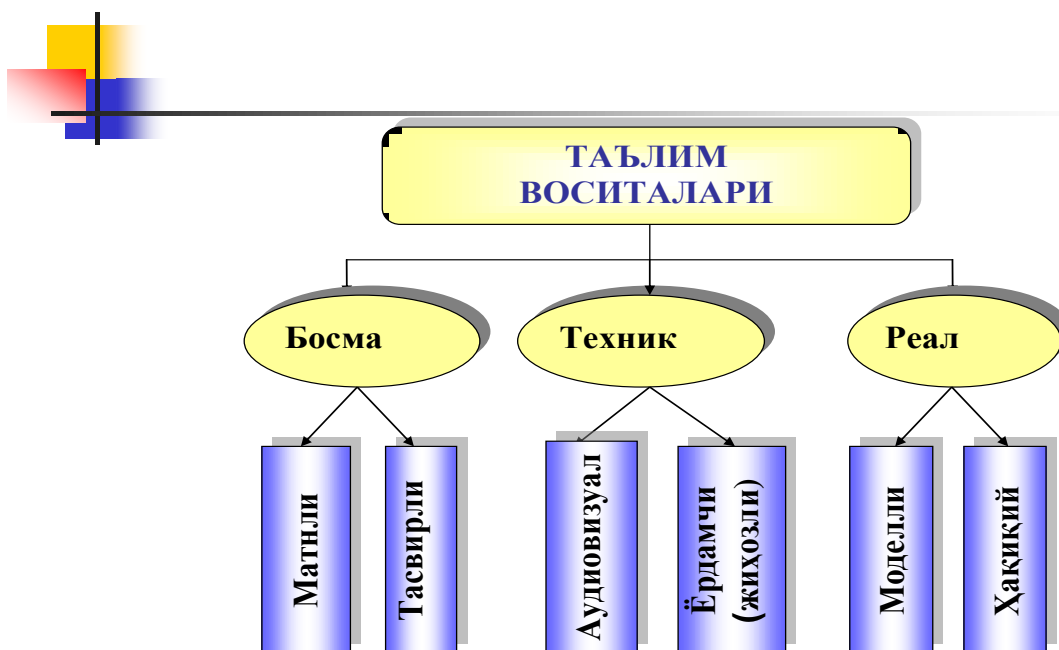 ТАЪЛИМ
ВОСИТАЛАРИ
Босма
Техник
Реал
Матнли
Тасвирли
Аудиовизуал
Ёрдамчи
(жиҳозли)
Моделли
Ҳақиқий